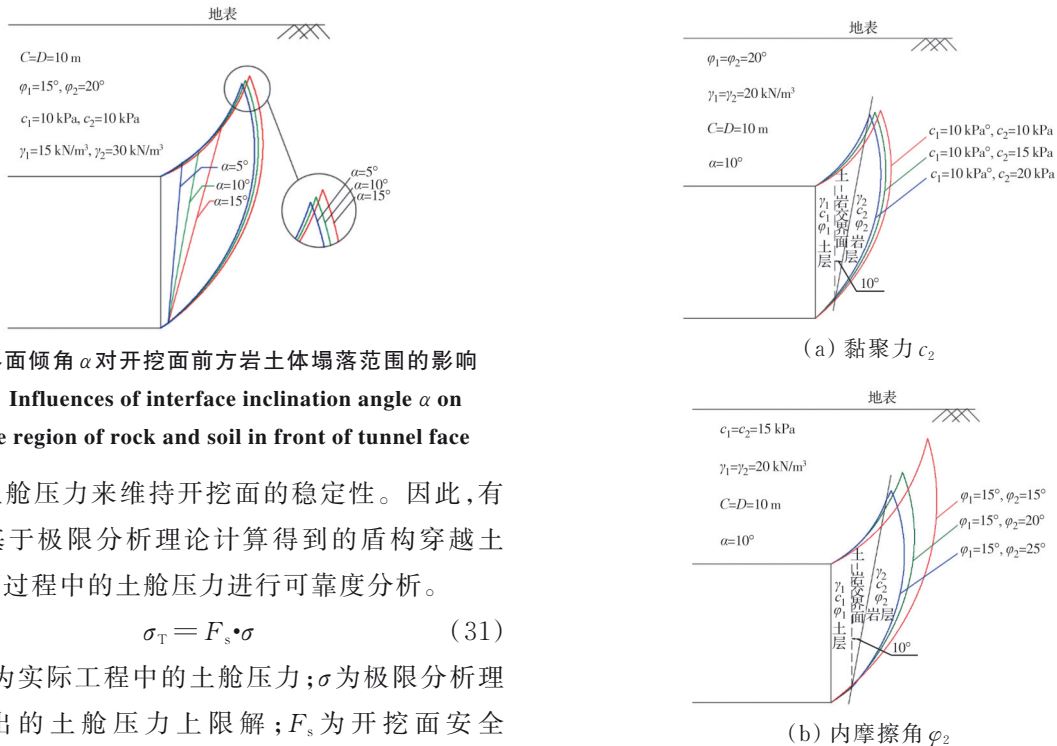 地表
C=D=10 m
φ₁=15°, φ₂=20°
c₁=10 kPa, c₂=10 kPa
γ₁=15 kN/m³, γ₂=30 kN/m³
α=5°
α=10°
α=15°
α=5°
α=10°
α=15°
面倾角 α 对开挖面前方岩土体塌落范围的影响
Influences of interface inclination angle α on
e region of rock and soil in front of tunnel face
舱压力来维持开挖面的稳定性。因此,有
基于极限分析理论计算得到的盾构穿越土
过程中的土舱压力进行可靠度分析。
σ_T = F_s•σ (31)
为实际工程中的土舱压力;σ为极限分析理
出的土舱压力上限解;F_s为开挖面安全
地表
φ₁=φ₂=20°
γ₁=γ₂=20 kN/m³
C=D=10 m
α=10°
c₁=10 kPa°, c₂=10 kPa
c₁=10 kPa°, c₂=15 kPa
c₁=10 kPa°, c₂=20 kPa
γ₁ c₁ φ₁ 土层
土—岩交界面
γ₂ c₂ φ₂ 岩层
10°
(a) 黏聚力 c₂
地表
c₁=c₂=15 kPa
γ₁=γ₂=20 kN/m³
C=D=10 m
α=10°
φ₁=15°, φ₂=15°
φ₁=15°, φ₂=20°
φ₁=15°, φ₂=25°
γ₁ c₁ φ₁ 土层
土—岩交界面
γ₂ c₂ φ₂ 岩层
10°
(b) 内摩擦角 φ₂